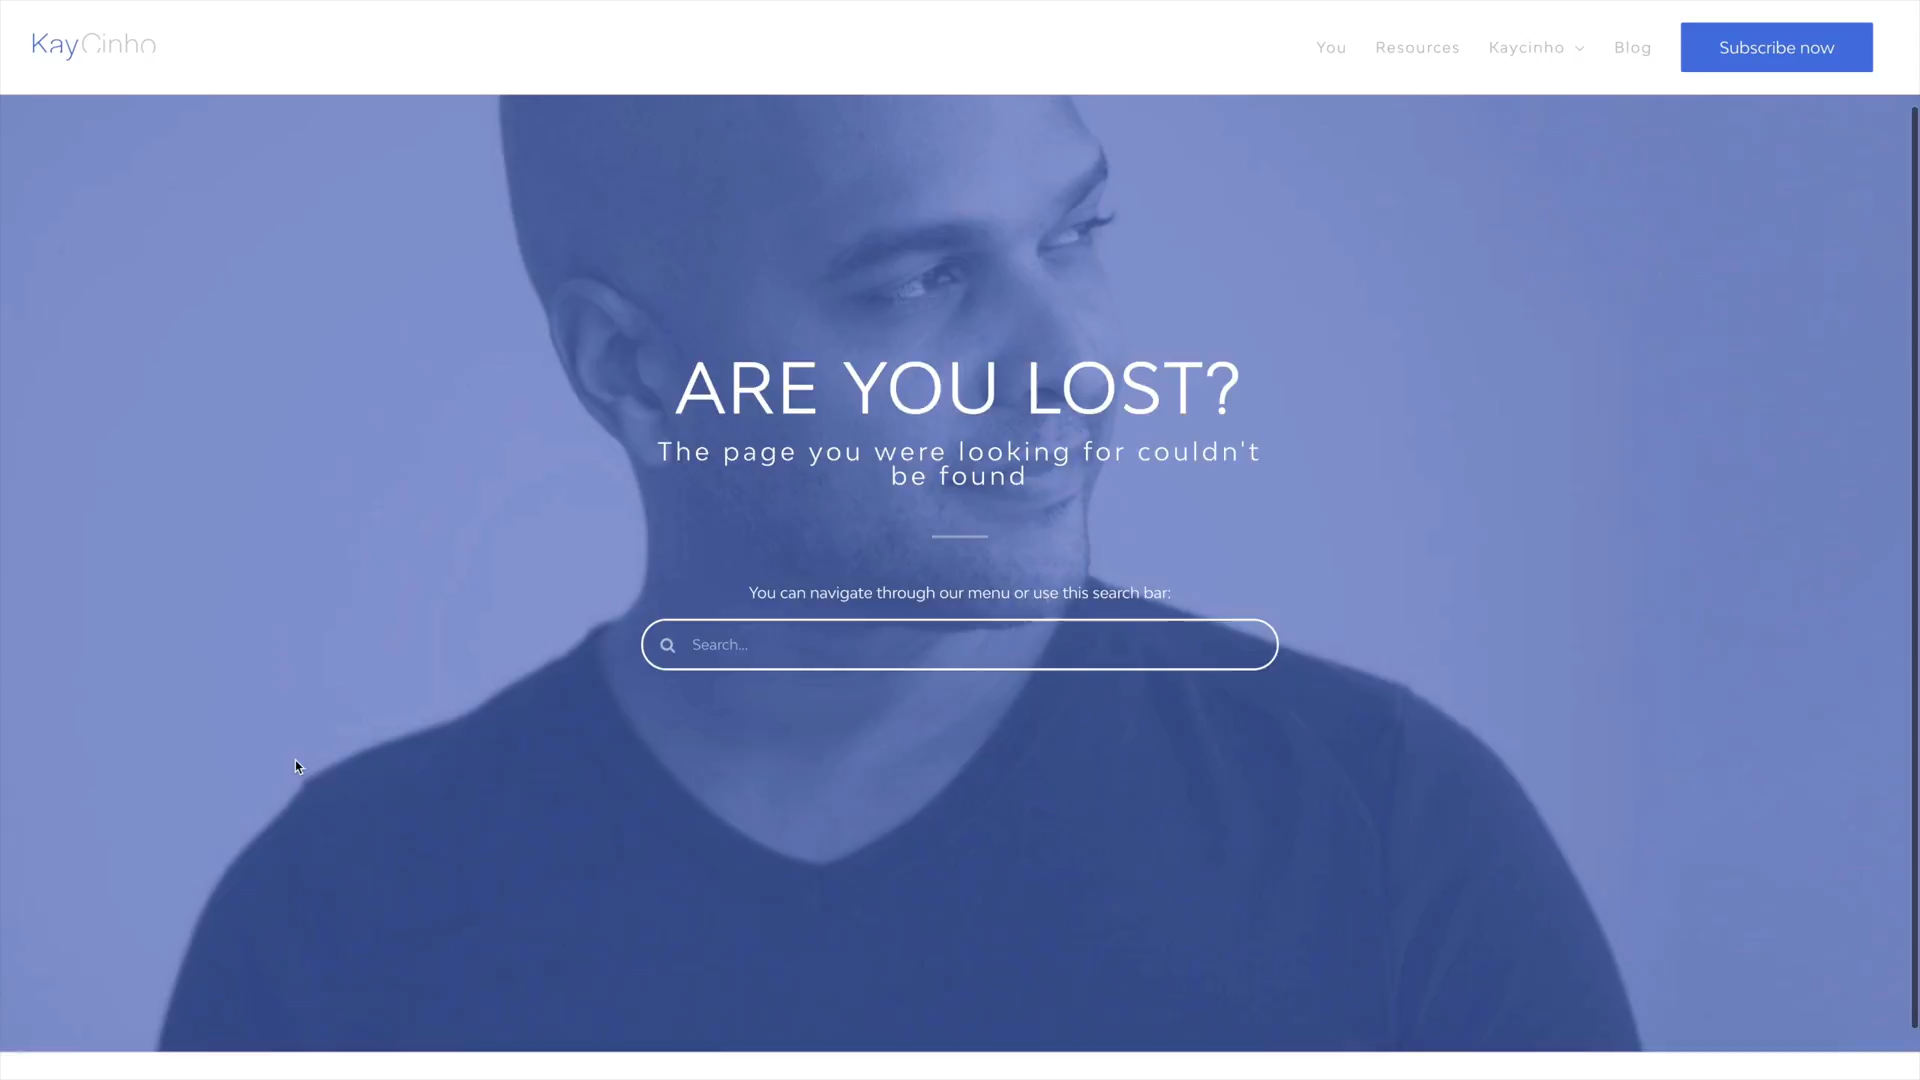 KayCinho
You
Resources
Kaycinho
Blog
Subscribe now
ARE YOU LOST?
The page you were looking for couldn't
be found
You can navigate through our menu or use this search bar:
Search...